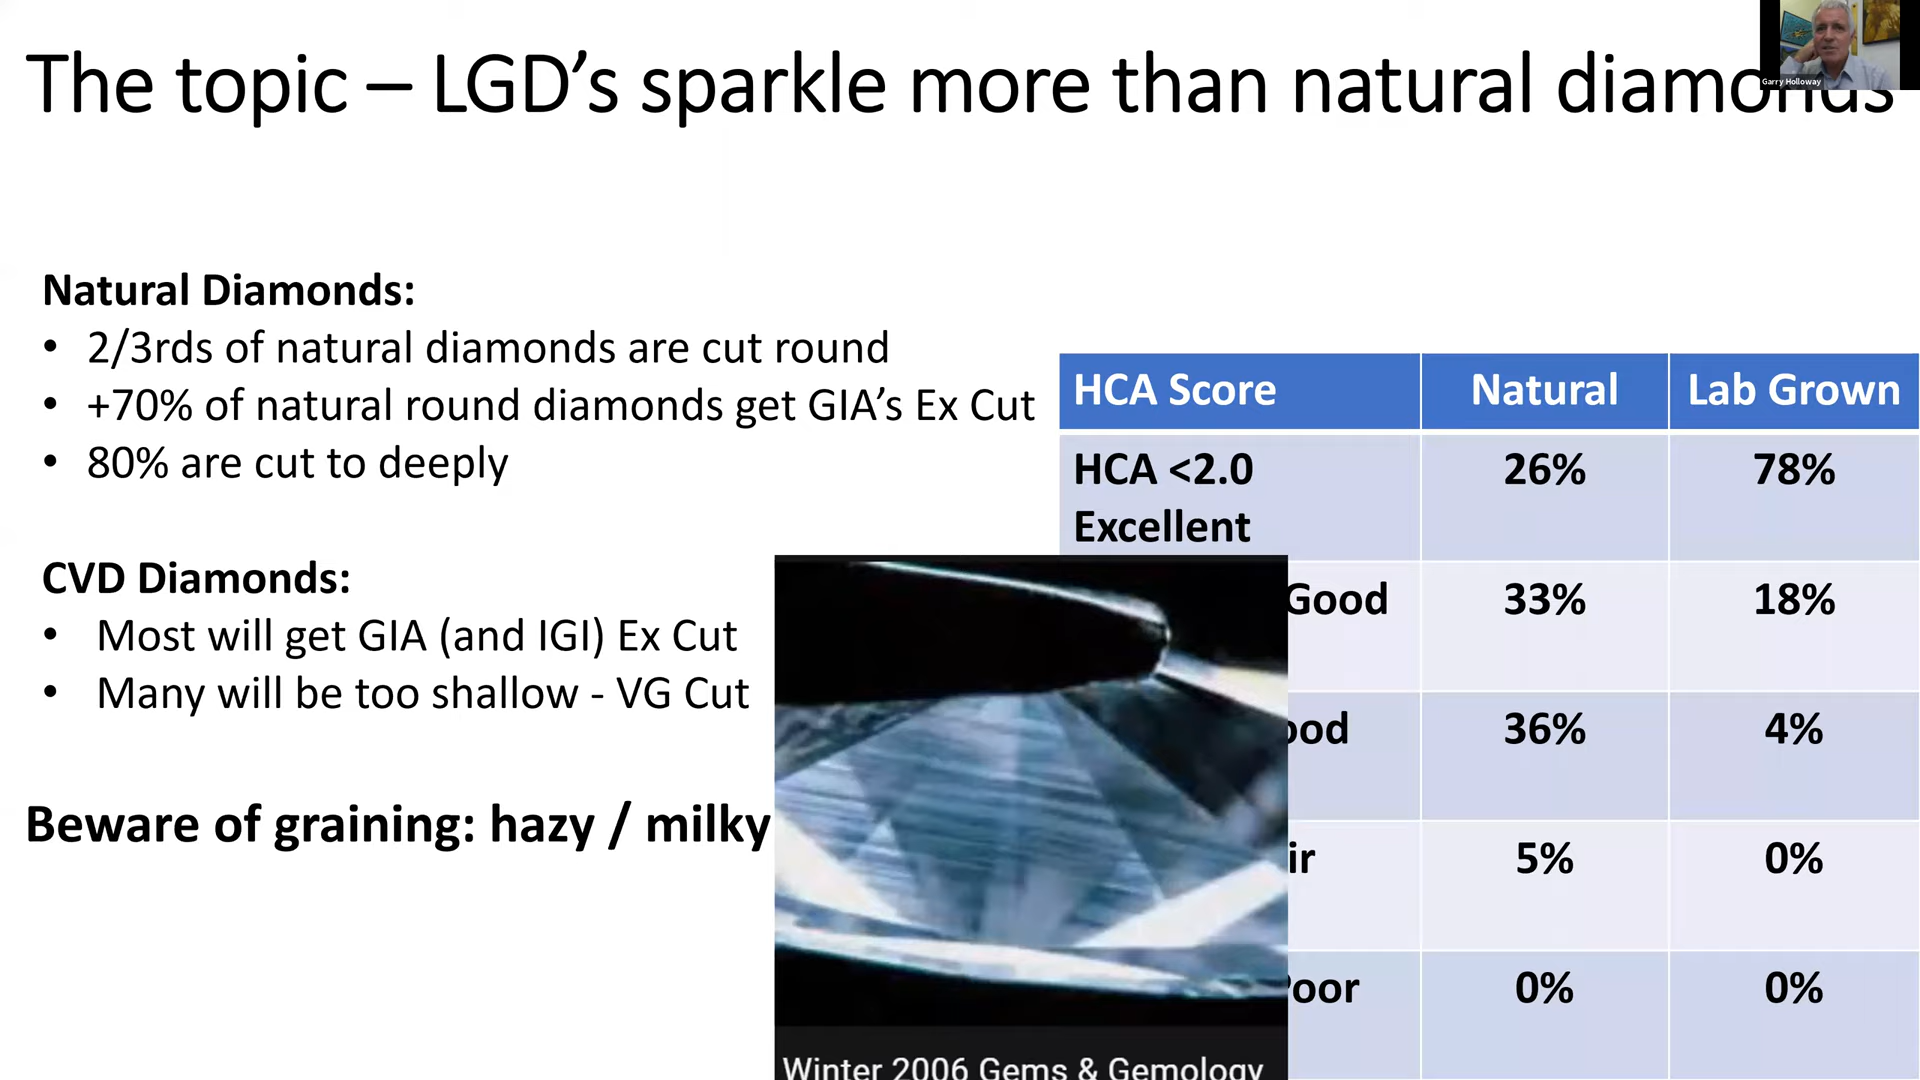 The topic – LGD’s sparkle more than natural diamonds
Garry Holloway
Natural Diamonds:
• 2/3rds of natural diamonds are cut round
• +70% of natural round diamonds get GIA’s Ex Cut
• 80% are cut to deeply
CVD Diamonds:
• Most will get GIA (and IGI) Ex Cut
• Many will be too shallow - VG Cut
Beware of graining: hazy / milky
HCA Score Natural Lab Grown
HCA <2.0 26% 78%
Excellent
Good 33% 18%
36% 4%
5% 0%
Poor 0% 0%
Winter 2006 Gems & Gemology